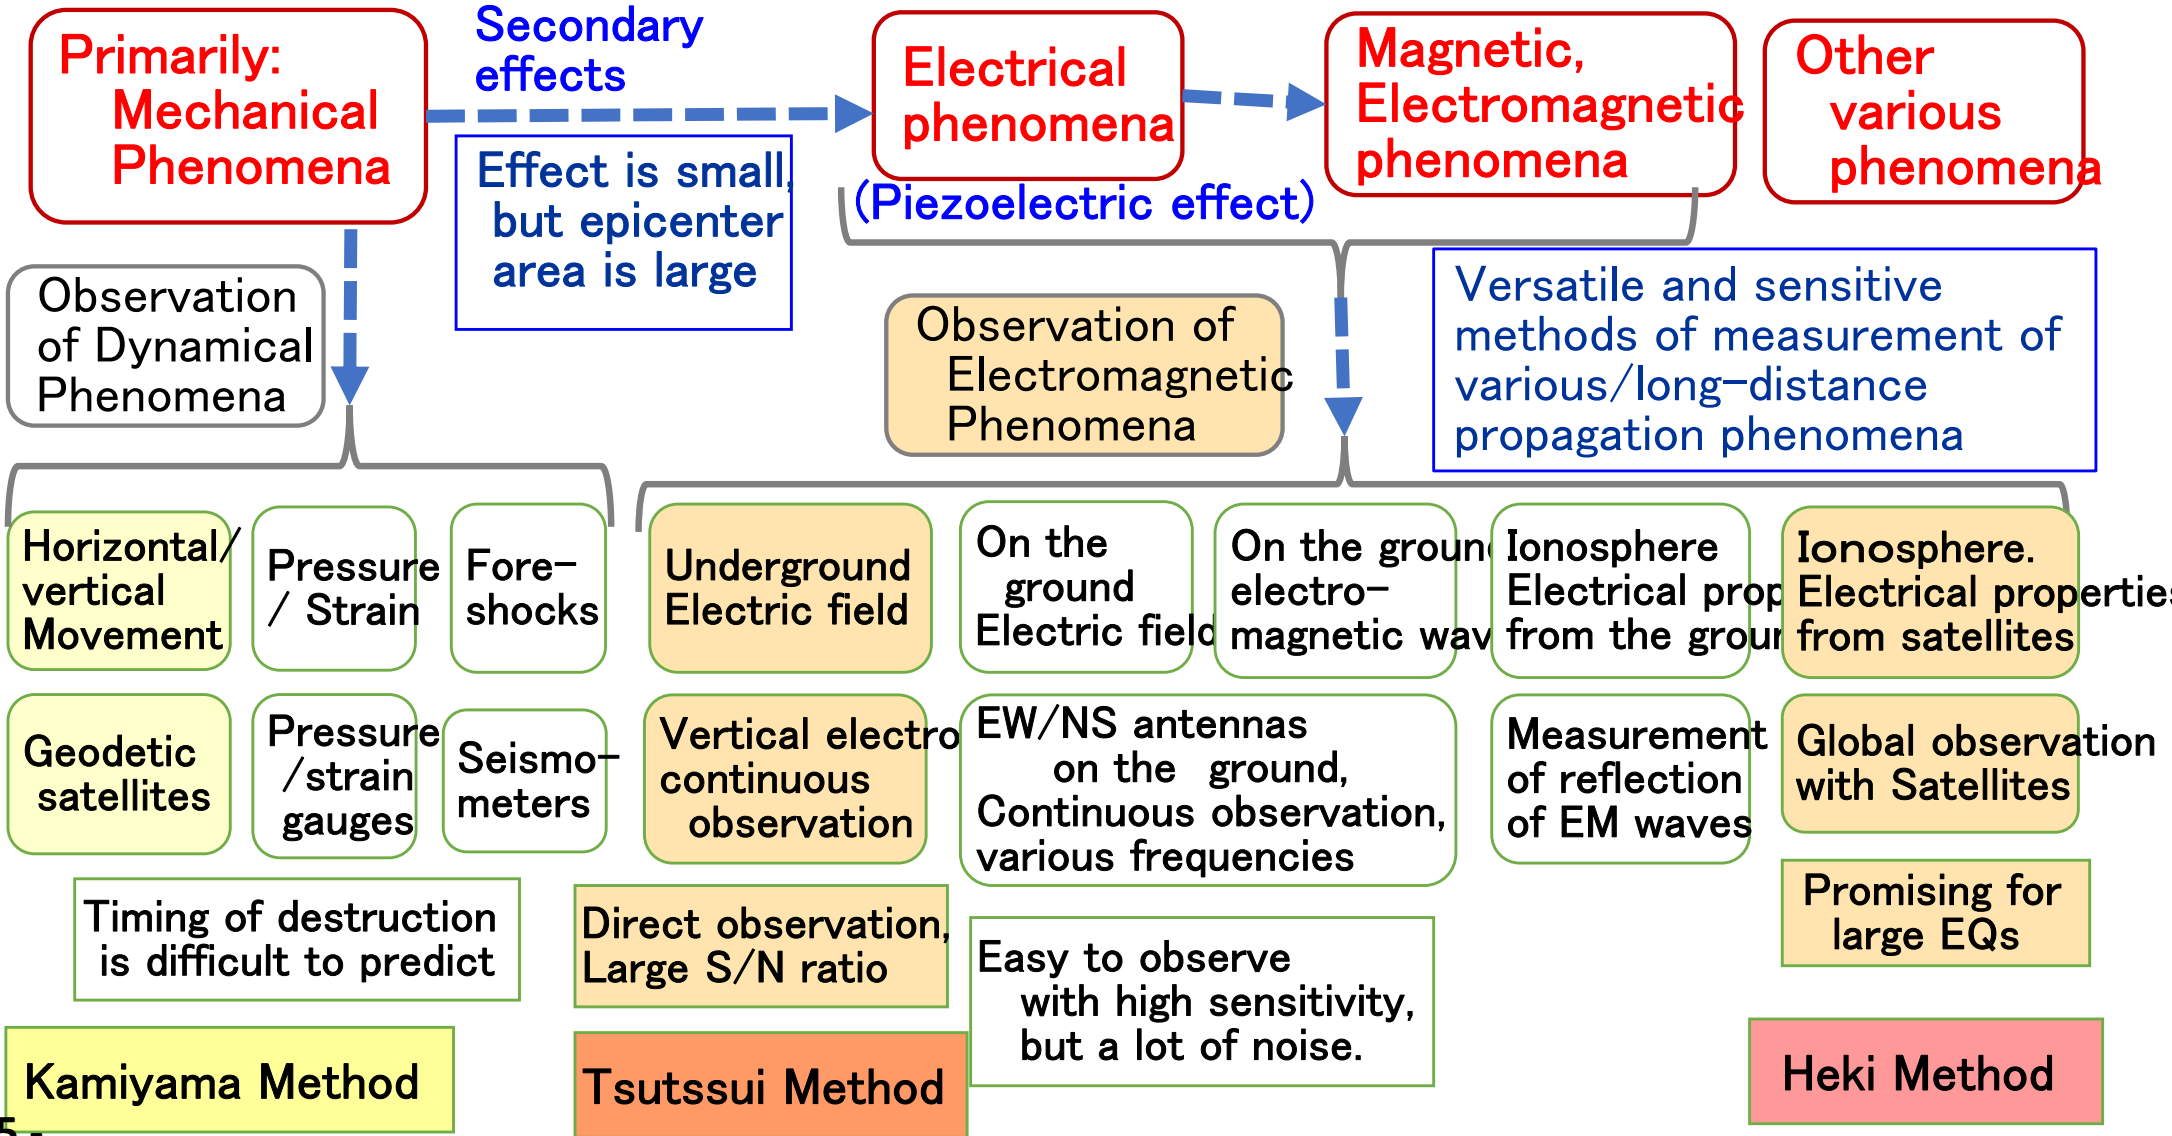 Primarily:
Mechanical
Phenomena
Secondary
effects
Effect is small,
but epicenter
area is large
Electrical
phenomena
(Piezoelectric effect)
Magnetic,
Electromagnetic
phenomena
Other
various
phenomena
Observation
of Dynamical
Phenomena
Observation of
Electromagnetic
Phenomena
Versatile and sensitive
methods of measurement of
various/long-distance
propagation phenomena
Horizontal/
vertical
Movement
Pressure
/ Strain
Fore-
shocks
Underground
Electric field
On the
ground
Electric field
On the ground
electro-
magnetic wav
Ionosphere
Electrical prop
from the groun
Ionosphere.
Electrical properties
from satellites
Geodetic
satellites
Pressure
/strain
gauges
Seismo-
meters
Vertical electro
continuous
observation
EW/NS antennas
on the ground,
Continuous observation,
various frequencies
Measurement
of reflection
of EM waves
Global observation
with Satellites
Timing of destruction
is difficult to predict
Direct observation,
Large S/N ratio
Easy to observe
with high sensitivity,
but a lot of noise.
Promising for
large EQs
Kamiyama Method
Tsutssui Method
Heki Method